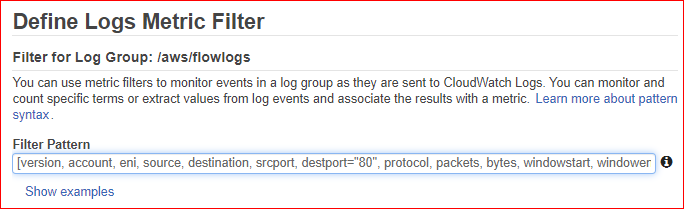 Define Logs Metric Filter
Filter for Log Group: /aws/flowlogs
You can use metric filters to monitor events in a log group as they are sent to CloudWatch Logs. You can monitor and
count specific terms or extract values from log events and associate the results with a metric. Learn more about pattern
syntax.
Filter Pattern
[version, account, eni, source, destination, srcport, destport="80", protocol, packets, bytes, windowstart, windower
Show examples